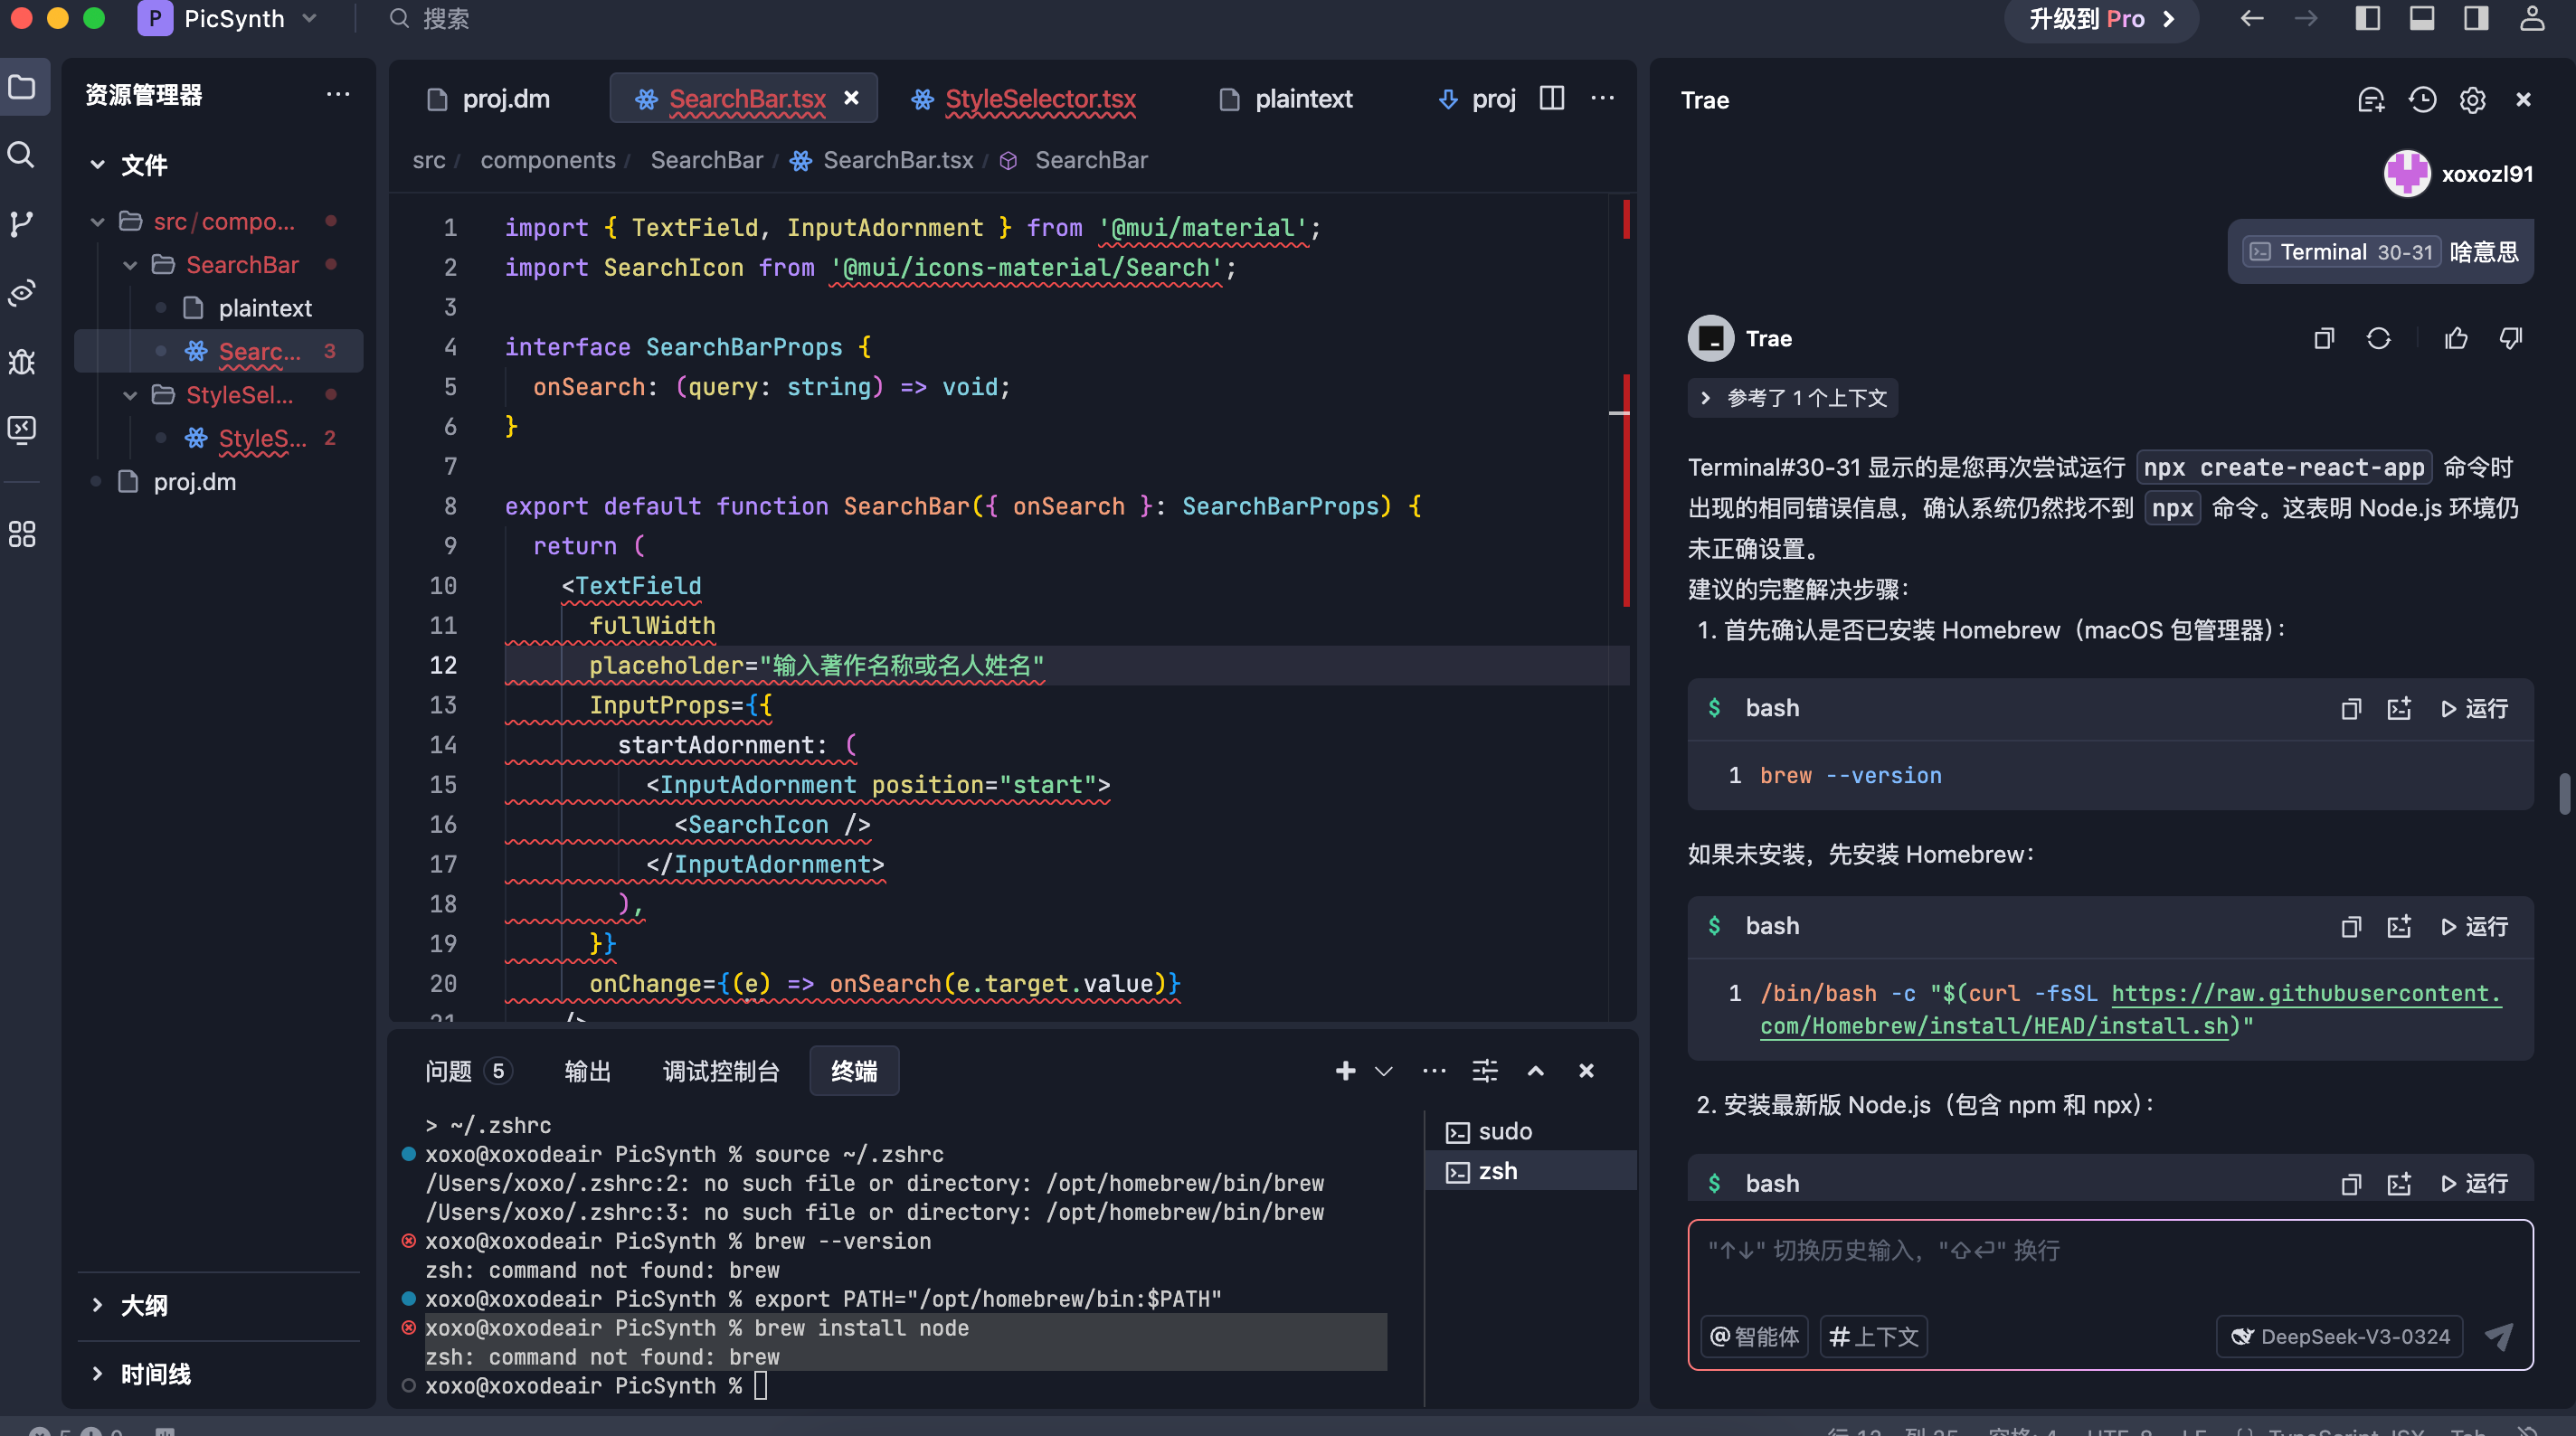 P PicSynth
搜索
升级到 Pro
资源管理器
文件
src/compo...
SearchBar
plaintext
Searc... 3
StyleSel...
StyleS... 2
proj.dm
大纲
时间线
proj.dm
SearchBar.tsx
StyleSelector.tsx
plaintext
proj
src / components / SearchBar / SearchBar.tsx / SearchBar
1 import { TextField, InputAdornment } from '@mui/material';
2 import SearchIcon from '@mui/icons-material/Search';
3
4 interface SearchBarProps {
5 onSearch: (query: string) => void;
6 }
7
8 export default function SearchBar({ onSearch }: SearchBarProps) {
9 return (
10 <TextField
11 fullWidth
12 placeholder="输入著作名称或名人姓名"
13 InputProps={{
14 startAdornment: (
15 <InputAdornment position="start">
16 <SearchIcon />
17 </InputAdornment>
18 ),
19 }}
20 onChange={(e) => onSearch(e.target.value)}
21 />
问题 5 输出 调试控制台 终端
> ~/.zshrc
xoxo@xoxodeair PicSynth % source ~/.zshrc
/Users/xoxo/.zshrc:2: no such file or directory: /opt/homebrew/bin/brew
/Users/xoxo/.zshrc:3: no such file or directory: /opt/homebrew/bin/brew
xoxo@xoxodeair PicSynth % brew --version
zsh: command not found: brew
xoxo@xoxodeair PicSynth % export PATH="/opt/homebrew/bin:$PATH"
xoxo@xoxodeair PicSynth % brew install node
zsh: command not found: brew
xoxo@xoxodeair PicSynth %
sudo
zsh
Trae
xoxozl91
Terminal 30-31 啥意思
Trae
参考了 1 个上下文
Terminal#30-31 显示的是您再次尝试运行 npx create-react-app 命令时
出现的相同错误信息，确认系统仍然找不到 npx 命令。这表明 Node.js 环境仍
未正确设置。
建议的完整解决步骤：
1. 首先确认是否已安装 Homebrew（macOS 包管理器）：
$ bash 运行
1 brew --version
如果未安装，先安装 Homebrew：
$ bash 运行
1 /bin/bash -c "$(curl -fsSL https://raw.githubusercontent.
com/Homebrew/install/HEAD/install.sh)"
2. 安装最新版 Node.js（包含 npm 和 npx）：
$ bash 运行
"↑↓" 切换历史输入，"⇧⏎" 换行
@智能体 #上下文 DeepSeek-V3-0324